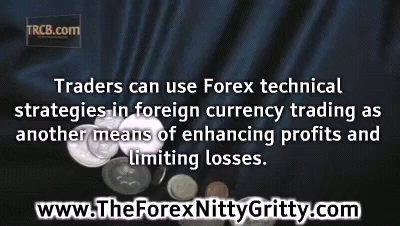 TRCB.com
Traders can use Forex technical
strategies in foreign currency trading as
another means of enhancing profits and
limiting losses.
www.TheForexNittyGritty.com